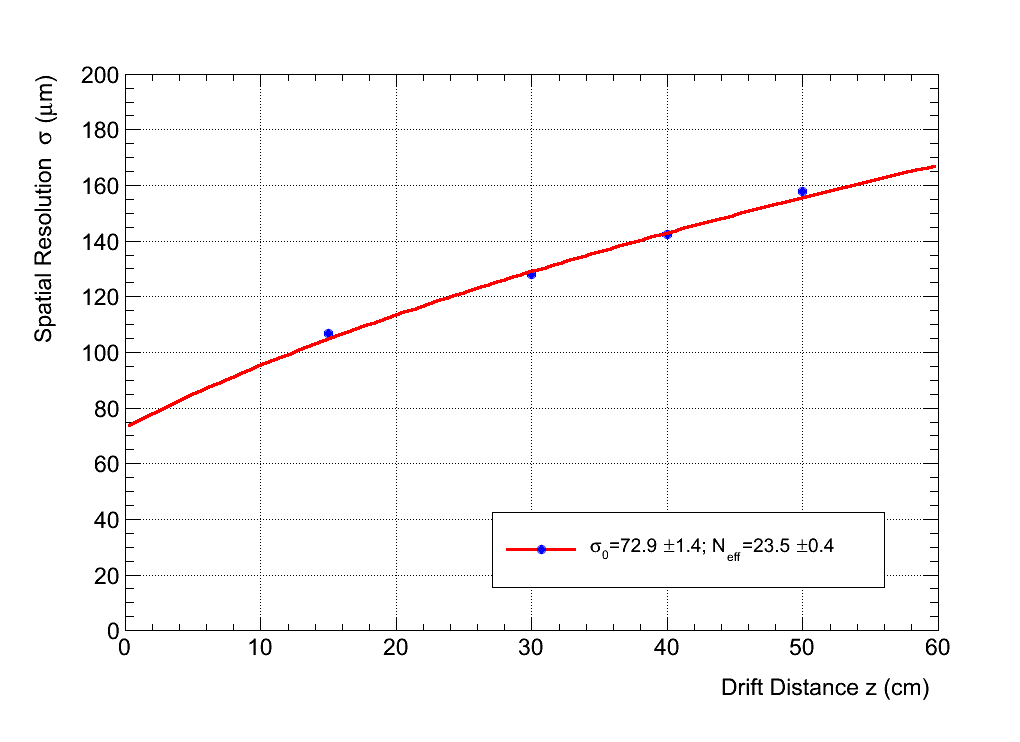 Spatial Resolution σ (μm)
200
180
160
140
120
100
80
60
40
20
0
σ0=72.9 ±1.4; Neff=23.5 ±0.4
0 10 20 30 40 50 60
Drift Distance z (cm)